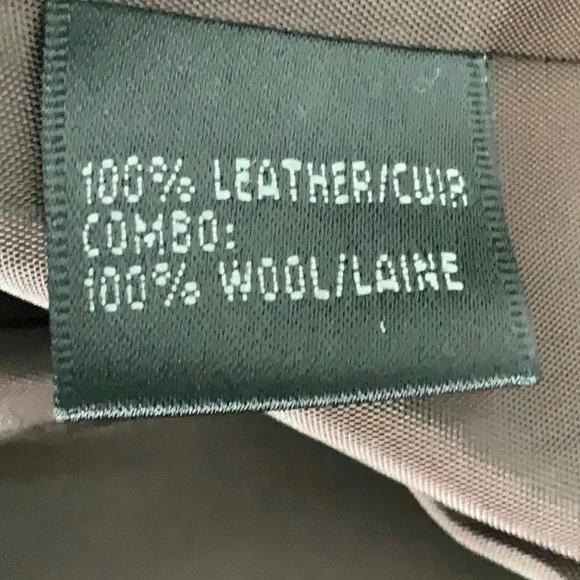 100% LEATHER/CUIR
COMBO:
100% WOOL/LAINE